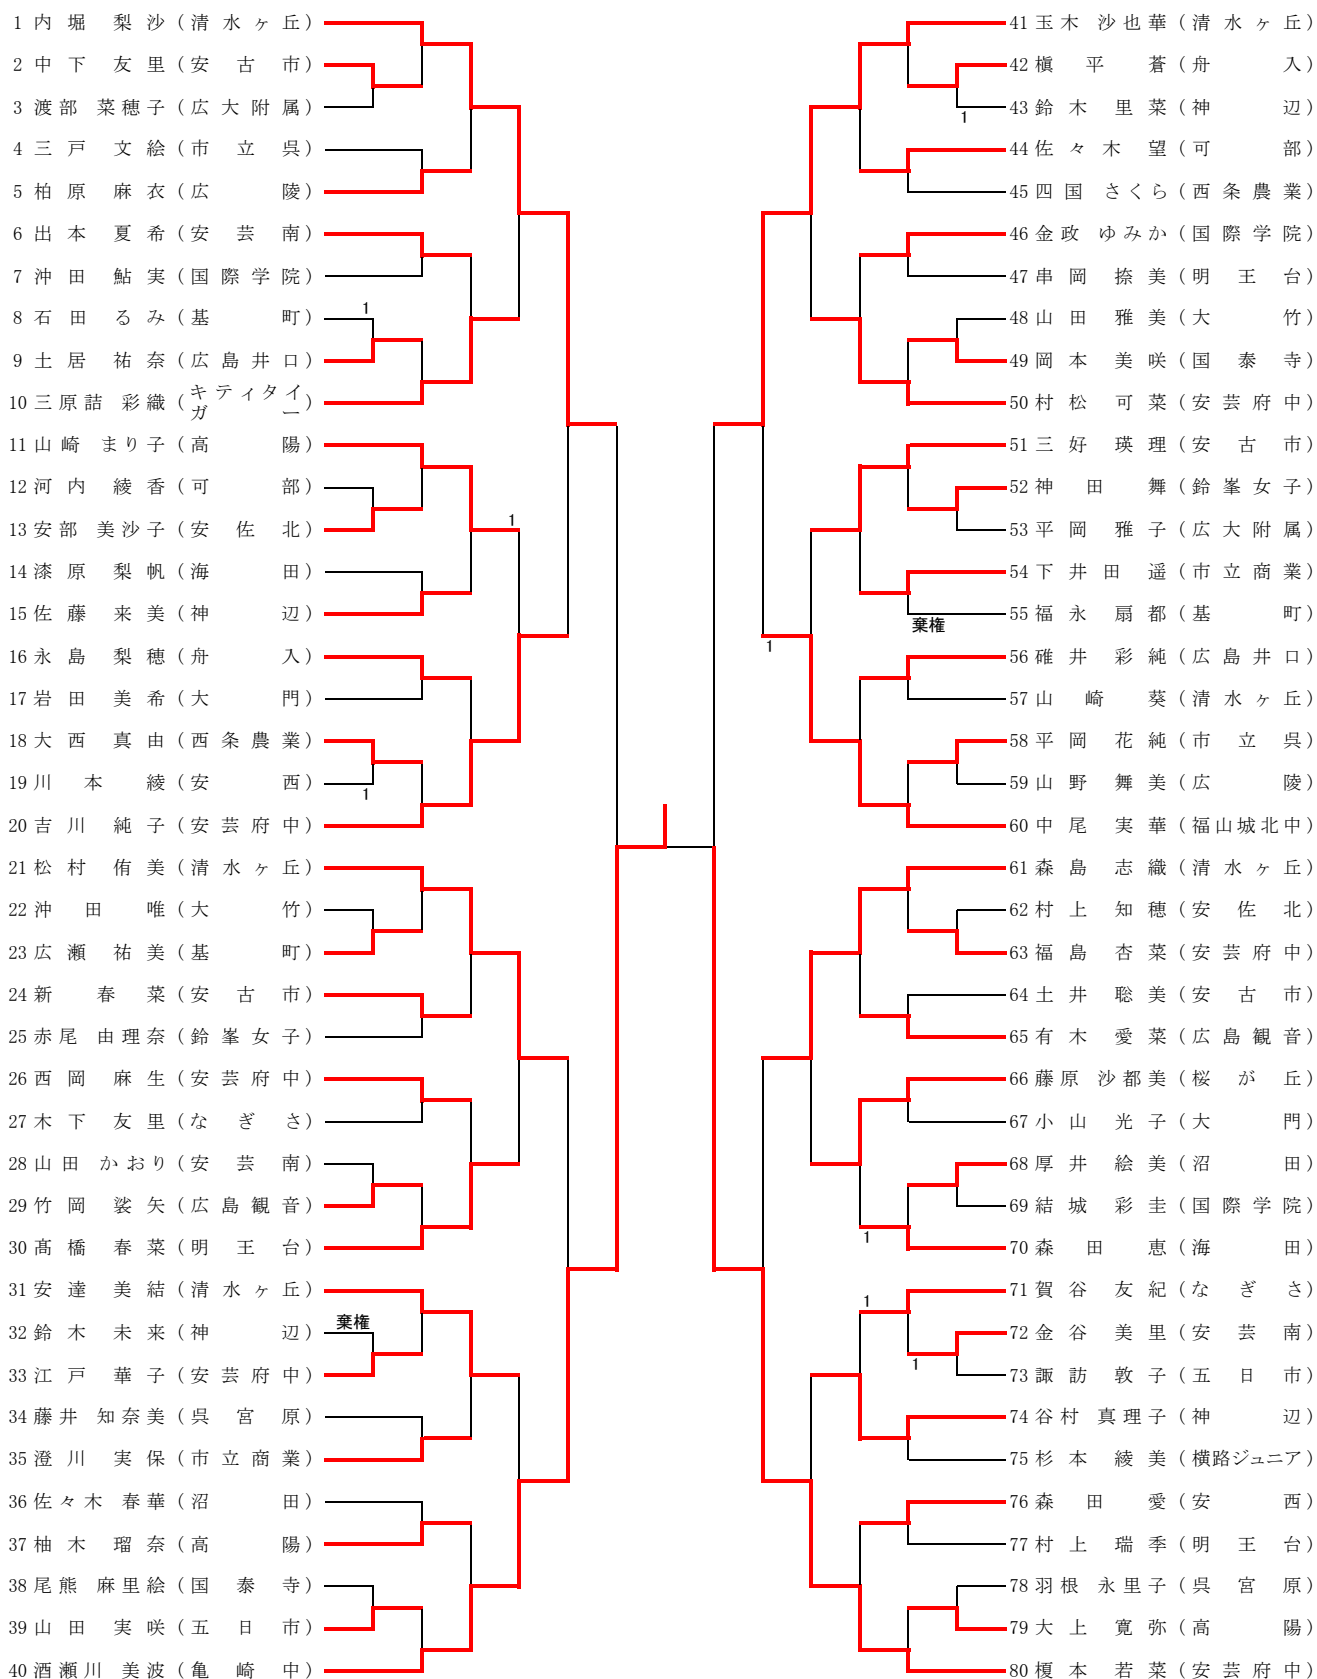 1 内堀 梨沙 (清水ヶ丘)
2 中下 友里 (安古市)
3 渡部 菜穂子 (広大附属)
4 三戸 文絵 (市立呉)
5 柏原 麻衣 (広陵)
6 出本 夏希 (安芸南)
7 沖田 鮎実 (国際学院)
8 石田 るみ (基町)
1
9 土居 祐奈 (広島井口)
10 三原詰 彩織 (キティタイガー)
11 山崎 まり子 (高陽)
12 河内 綾香 (可部)
13 安部 美沙子 (安佐北)
1
14 漆原 梨帆 (海田)
15 佐藤 来美 (神辺)
16 永島 梨穂 (舟入)
17 岩田 美希 (大門)
18 大西 真由 (西条農業)
19 川本 綾 (安西)
1
20 吉川 純子 (安芸府中)
21 松村 侑美 (清水ヶ丘)
22 沖田 唯 (大竹)
23 広瀬 祐美 (基町)
24 新 春菜 (安古市)
25 赤尾 由理奈 (鈴峯女子)
26 西岡 麻生 (安芸府中)
27 木下 友里 (なぎさ)
28 山田 かおり (安芸南)
29 竹岡 裟矢 (広島観音)
30 髙橋 春菜 (明王台)
31 安達 美結 (清水ヶ丘)
32 鈴木 未来 (神辺)
棄権
33 江戸 華子 (安芸府中)
34 藤井 知奈美 (呉宮原)
35 澄川 実保 (市立商業)
36 佐々木 春華 (沼田)
37 柚木 瑠奈 (高陽)
38 尾熊 麻里絵 (国泰寺)
39 山田 実咲 (五日市)
40 酒瀬川 美波 (亀崎中)
41 玉木 沙也華 (清水ヶ丘)
42 槇平 蒼 (舟入)
43 鈴木 里菜 (神辺)
1
44 佐々木 望 (可部)
45 四国 さくら (西条農業)
46 金政 ゆみか (国際学院)
47 串岡 捺美 (明王台)
48 山田 雅美 (大竹)
49 岡本 美咲 (国泰寺)
50 村松 可菜 (安芸府中)
51 三好 瑛理 (安古市)
52 神田 舞 (鈴峯女子)
53 平岡 雅子 (広大附属)
54 下井田 遥 (市立商業)
55 福永 扇都 (基町)
棄権
1
56 碓井 彩純 (広島井口)
57 山崎 葵 (清水ヶ丘)
58 平岡 花純 (市立呉)
59 山野 舞美 (広陵)
60 中尾 実華 (福山城北中)
61 森島 志織 (清水ヶ丘)
62 村上 知穂 (安佐北)
63 福島 杏菜 (安芸府中)
64 土井 聡美 (安古市)
65 有木 愛菜 (広島観音)
66 藤原 沙都美 (桜が丘)
67 小山 光子 (大門)
68 厚井 絵美 (沼田)
69 結城 彩圭 (国際学院)
1
70 森田 恵 (海田)
71 賀谷 友紀 (なぎさ)
1
72 金谷 美里 (安芸南)
1
73 諏訪 敦子 (五日市)
74 谷村 真理子 (神辺)
75 杉本 綾美 (横路ジュニア)
76 森田 愛 (安西)
77 村上 瑞季 (明王台)
78 羽根 永里子 (呉宮原)
79 大上 寛弥 (高陽)
80 榎本 若菜 (安芸府中)